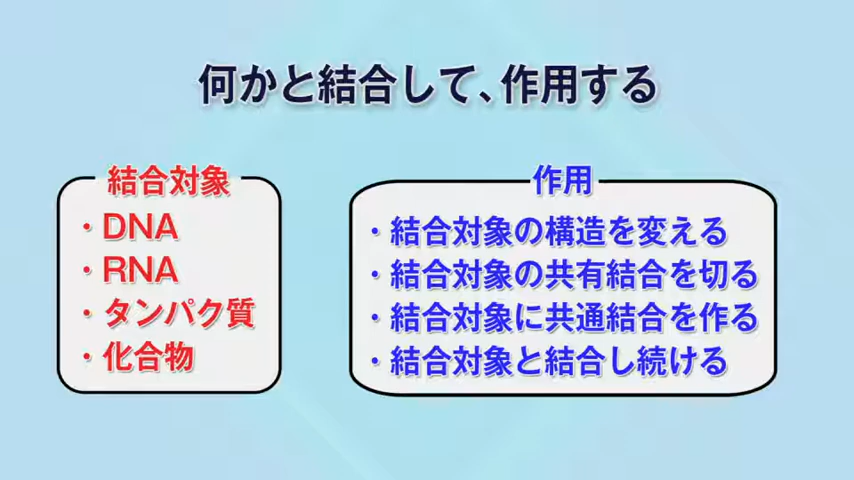 何かと結合して、作用する
結合対象
・DNA
・RNA
・タンパク質
・化合物
作用
・結合対象の構造を変える
・結合対象の共有結合を切る
・結合対象に共通結合を作る
・結合対象と結合し続ける